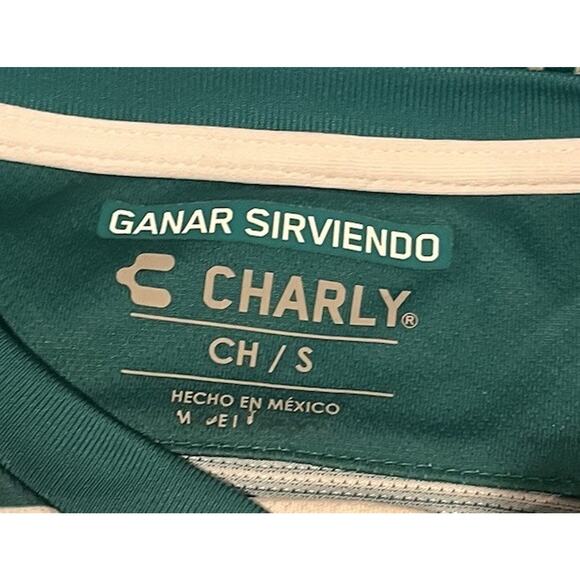 GANAR SIRVIENDO
CHARLY®
CH / S
HECHO EN MÉXICO